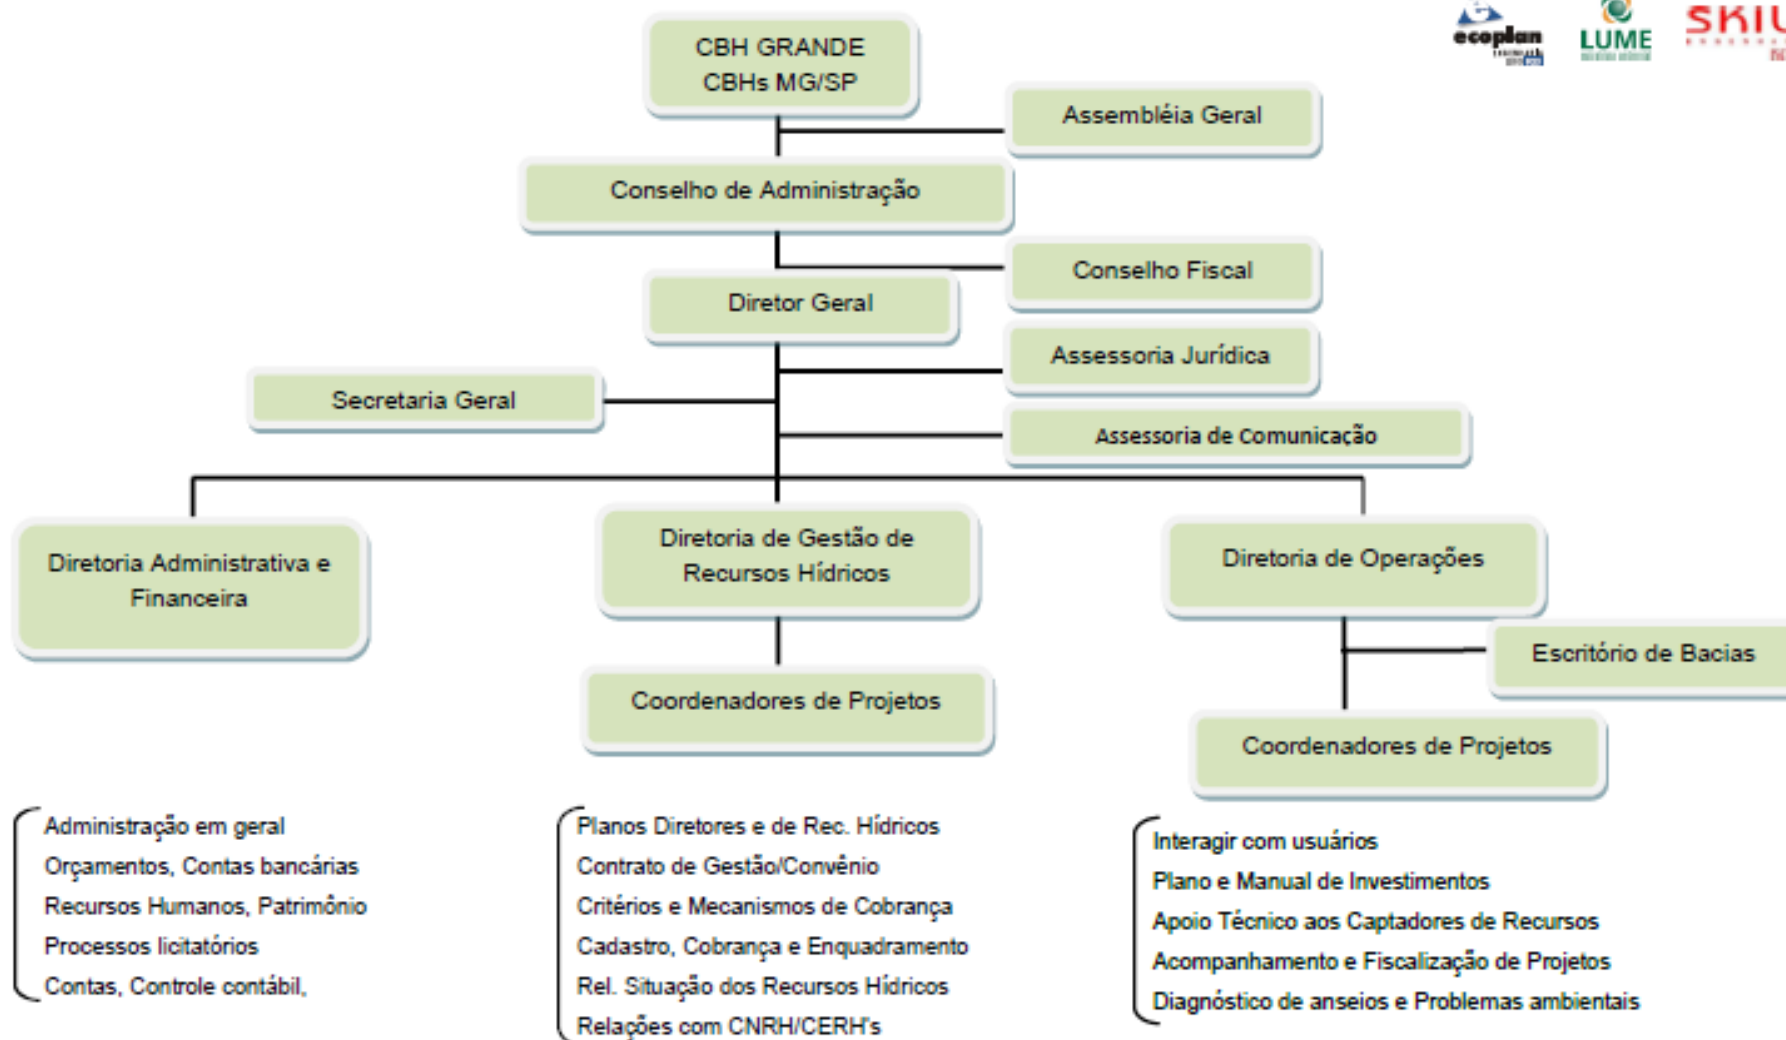 ecoplan
LUME
SKILL
CBH GRANDE
CBHs MG/SP
Assembléia Geral
Conselho de Administração
Conselho Fiscal
Diretor Geral
Assessoria Jurídica
Secretaria Geral
Assessoria de Comunicação
Diretoria Administrativa e
Financeira
Diretoria de Gestão de
Recursos Hídricos
Diretoria de Operações
Escritório de Bacias
Coordenadores de Projetos
Coordenadores de Projetos
Administração em geral
Orçamentos, Contas bancárias
Recursos Humanos, Patrimônio
Processos licitatórios
Contas, Controle contábil,
Planos Diretores e de Rec. Hídricos
Contrato de Gestão/Convênio
Critérios e Mecanismos de Cobrança
Cadastro, Cobrança e Enquadramento
Rel. Situação dos Recursos Hídricos
Relações com CNRH/CERH's
Interagir com usuários
Plano e Manual de Investimentos
Apoio Técnico aos Captadores de Recursos
Acompanhamento e Fiscalização de Projetos
Diagnóstico de anseios e Problemas ambientais